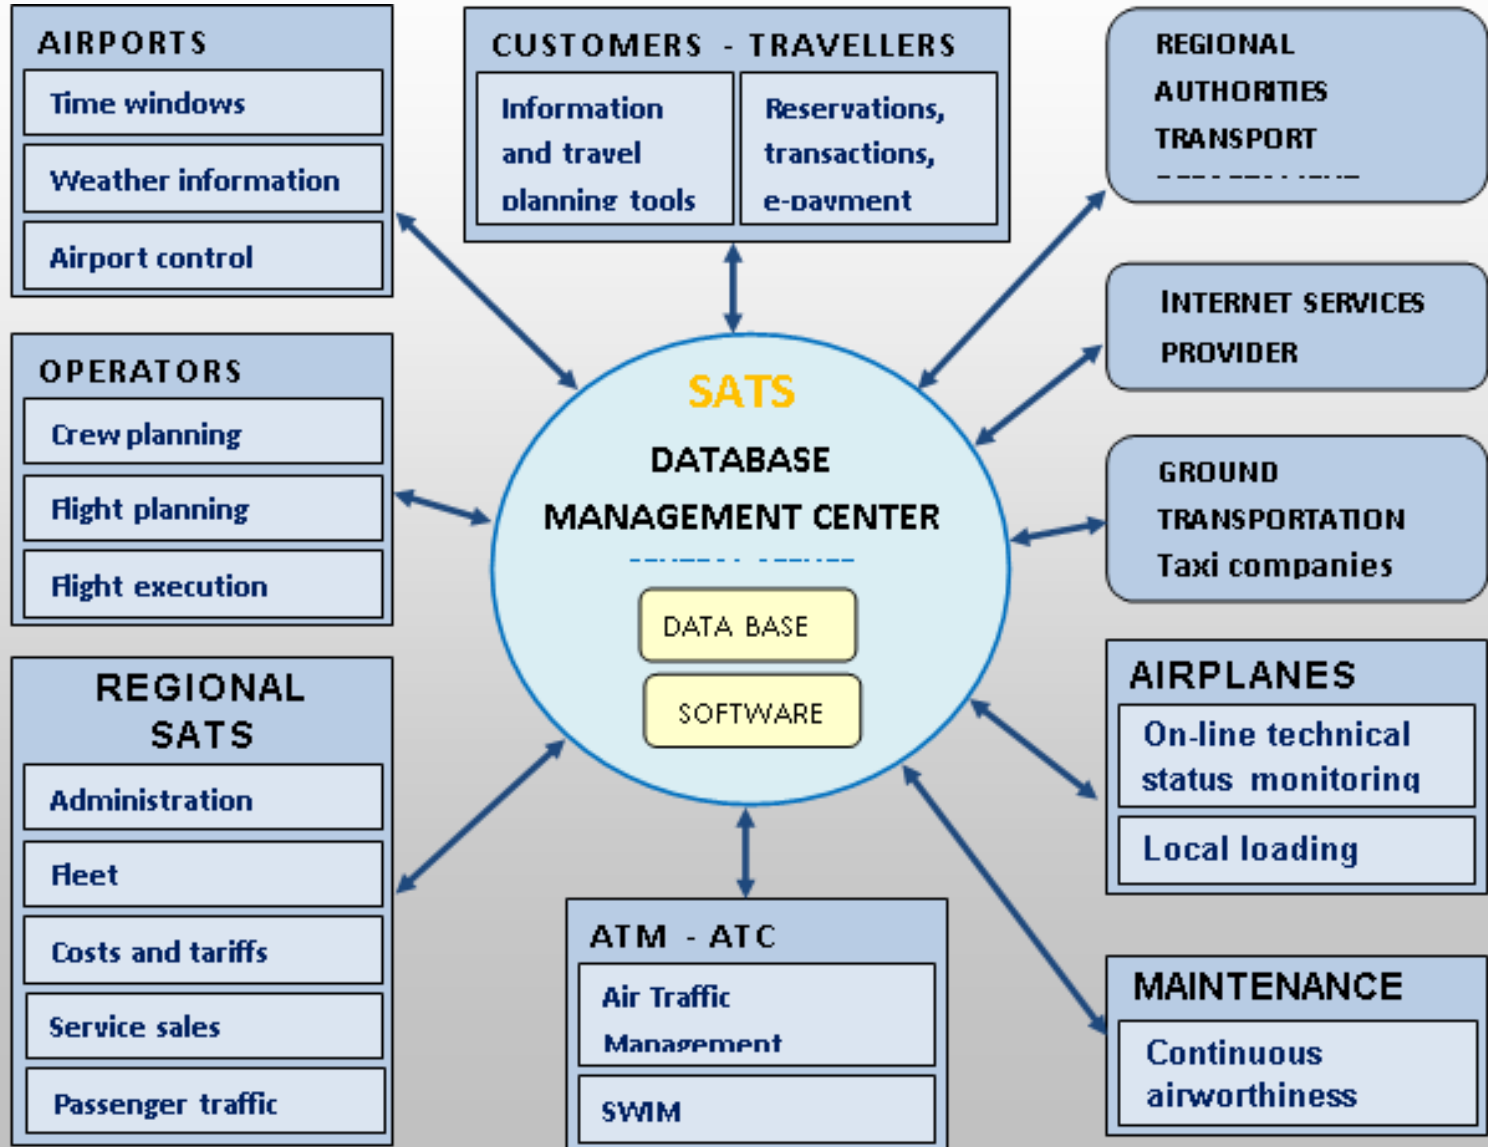 AIRPORTS
Time windows
Weather information
Airport control
CUSTOMERS - TRAVELLERS
Information
and travel
planning tools
Reservations,
transactions,
e-payment
REGIONAL
AUTHORITIES
TRANSPORT
INTERNET SERVICES
PROVIDER
GROUND
TRANSPORTATION
Taxi companies
OPERATORS
Crew planning
Flight planning
Flight execution
SATS
DATABASE
MANAGEMENT CENTER
DATA BASE
SOFTWARE
REGIONAL
SATS
Administration
Fleet
Costs and tariffs
Service sales
Passenger traffic
ATM - ATC
Air Traffic
Management
SWIM
AIRPLANES
On-line technical
status monitoring
Local loading
MAINTENANCE
Continuous
airworthiness